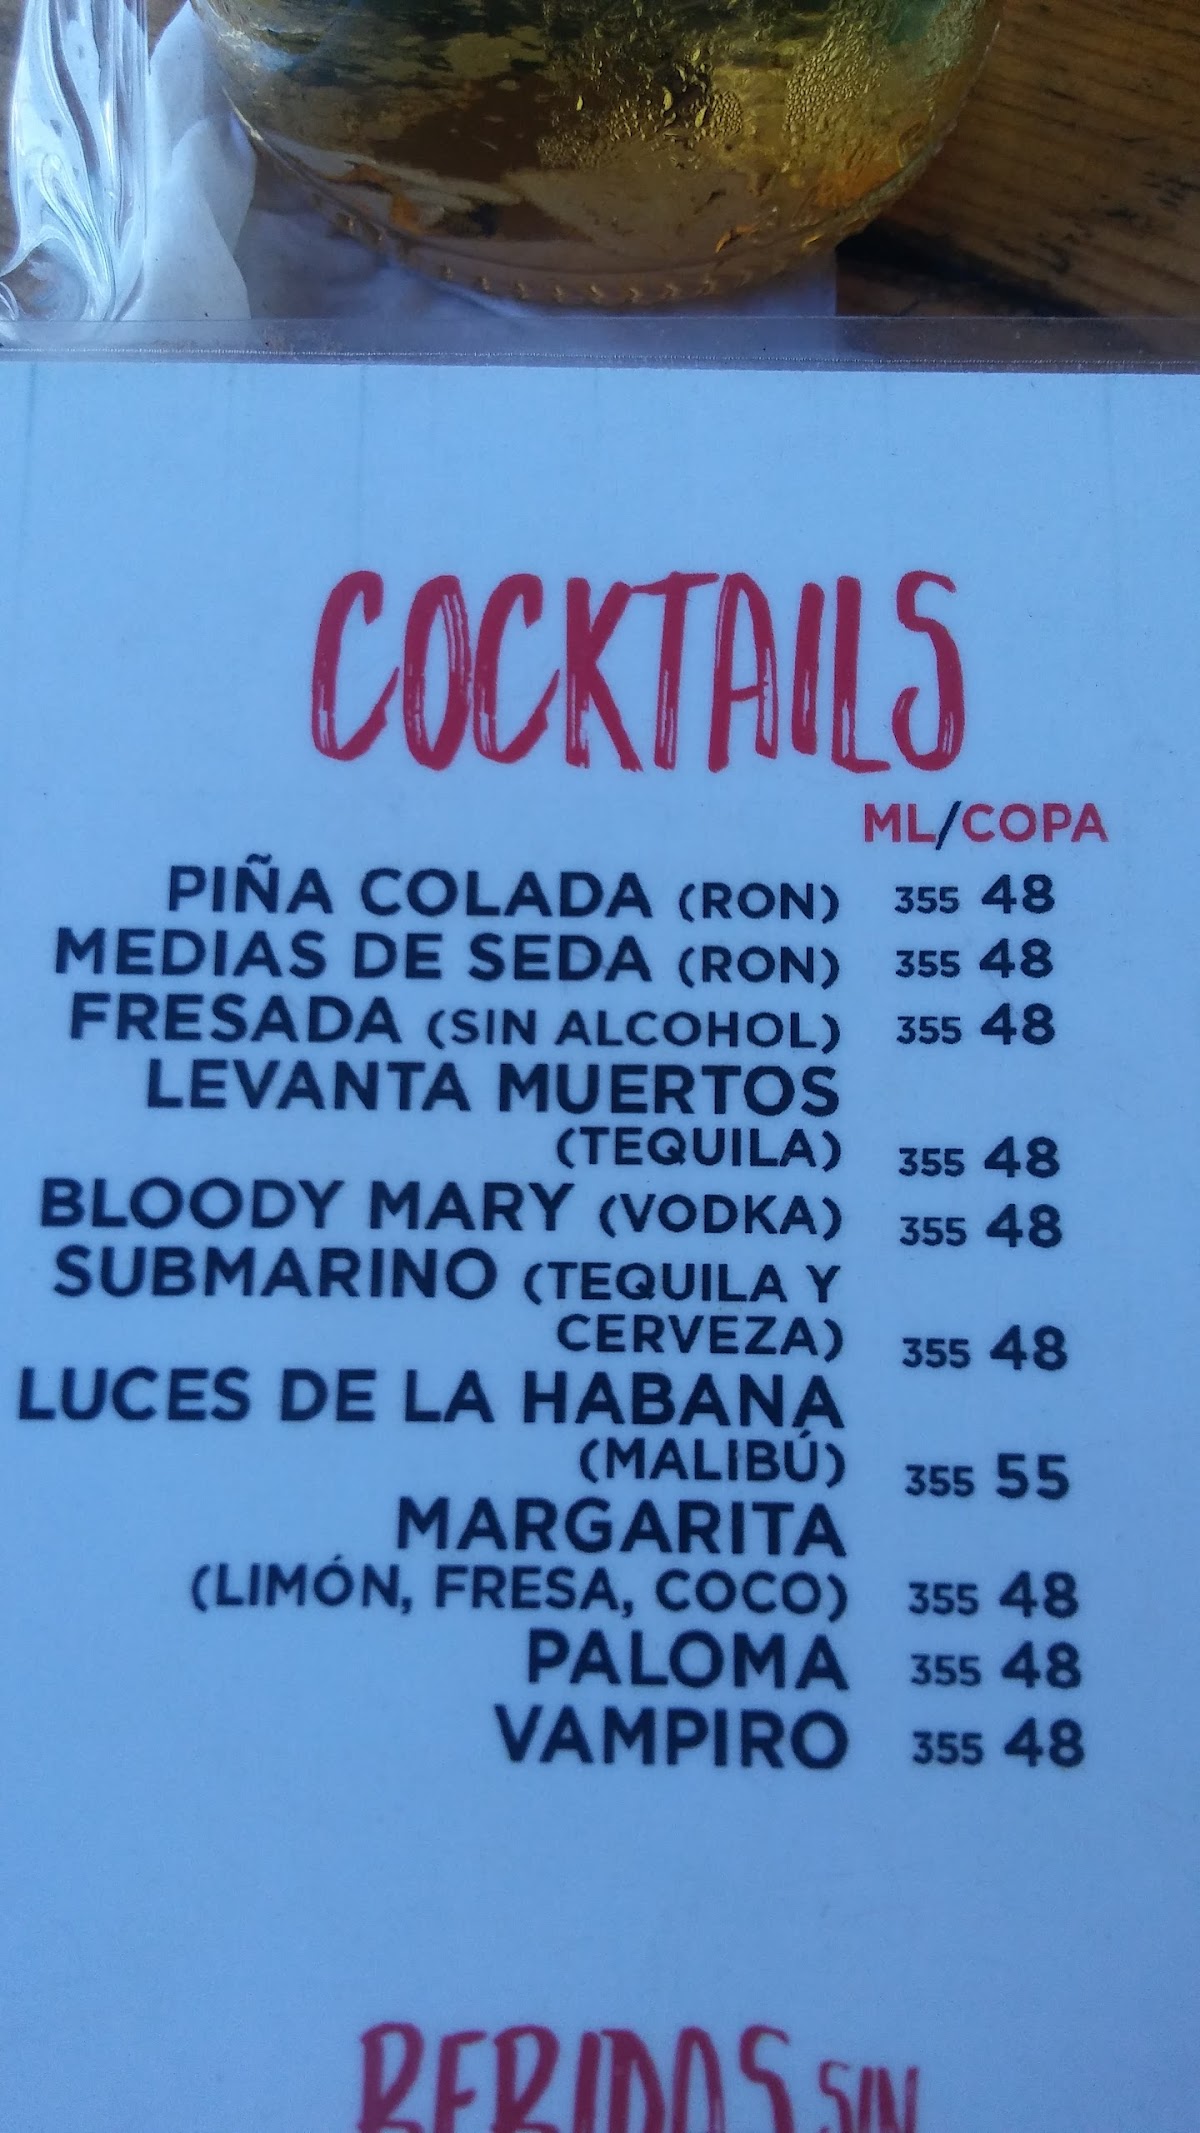 COCKTAILS
ML/COPA
PIÑA COLADA (RON) 355 48
MEDIAS DE SEDA (RON) 355 48
FRESADA (SIN ALCOHOL) 355 48
LEVANTA MUERTOS
(TEQUILA) 355 48
BLOODY MARY (VODKA) 355 48
SUBMARINO (TEQUILA Y
CERVEZA) 355 48
LUCES DE LA HABANA
(MALIBÚ) 355 55
MARGARITA
(LIMÓN, FRESA, COCO) 355 48
PALOMA 355 48
VAMPIRO 355 48
BEBIDAS SIN